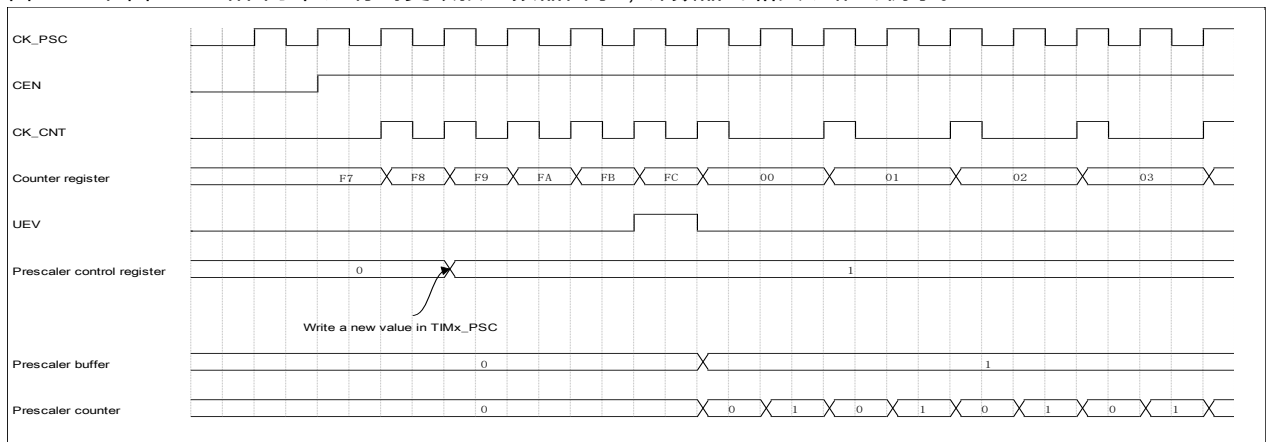 CK_PSC
CEN
CK_CNT
Counter register F7 F8 F9 FA FB FC 00 01 02 03
UEV
Prescaler control register 0 1
Write a new value in TIMx_PSC
Prescaler buffer 0 1
Prescaler counter 0 0 1 0 1 0 1 0 1